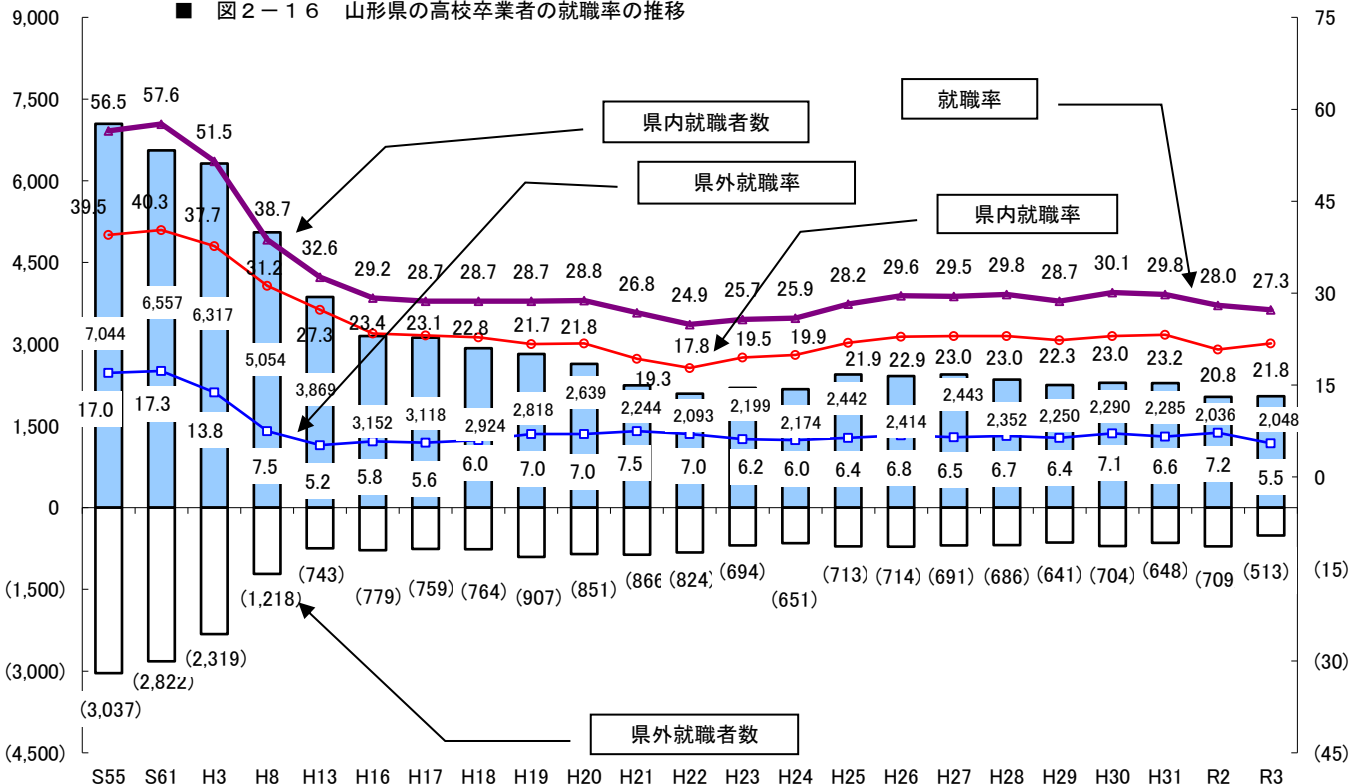 ■ 図2－16 山形県の高校卒業者の就職率の推移
9,000
7,500
6,000
4,500
3,000
1,500
0
(1,500)
(3,000)
(4,500)
75
60
45
30
15
0
(15)
(30)
(45)
県内就職者数
就職率
県外就職率
県内就職率
県外就職者数
56.5 57.6 51.5 38.7 32.6 29.2 28.7 28.7 28.7 28.8 26.8 24.9 25.7 25.9 28.2 29.6 29.5 29.8 28.7 30.1 29.8 28.0 27.3
39.5 40.3 37.7 31.2 27.3 23.4 23.1 22.8 21.7 21.8 19.3 17.8 19.5 19.9 21.9 22.9 23.0 23.0 22.3 23.0 23.2 20.8 21.8
7,044 6,557 6,317 5,054 3,869 3,152 3,118 2,924 2,818 2,639 2,244 2,093 2,199 2,174 2,442 2,414 2,443 2,352 2,250 2,290 2,285 2,036 2,048
17.0 17.3 13.8 7.5 5.2 5.8 5.6 6.0 7.0 7.0 7.5 7.0 6.2 6.0 6.4 6.8 6.5 6.7 6.4 7.1 6.6 7.2 5.5
(3,037) (2,822) (2,319) (1,218) (743) (779) (759) (764) (907) (851) (866 (824) (694) (651) (713) (714) (691) (686) (641) (704) (648) (709 (513)
S55 S61 H3 H8 H13 H16 H17 H18 H19 H20 H21 H22 H23 H24 H25 H26 H27 H28 H29 H30 H31 R2 R3